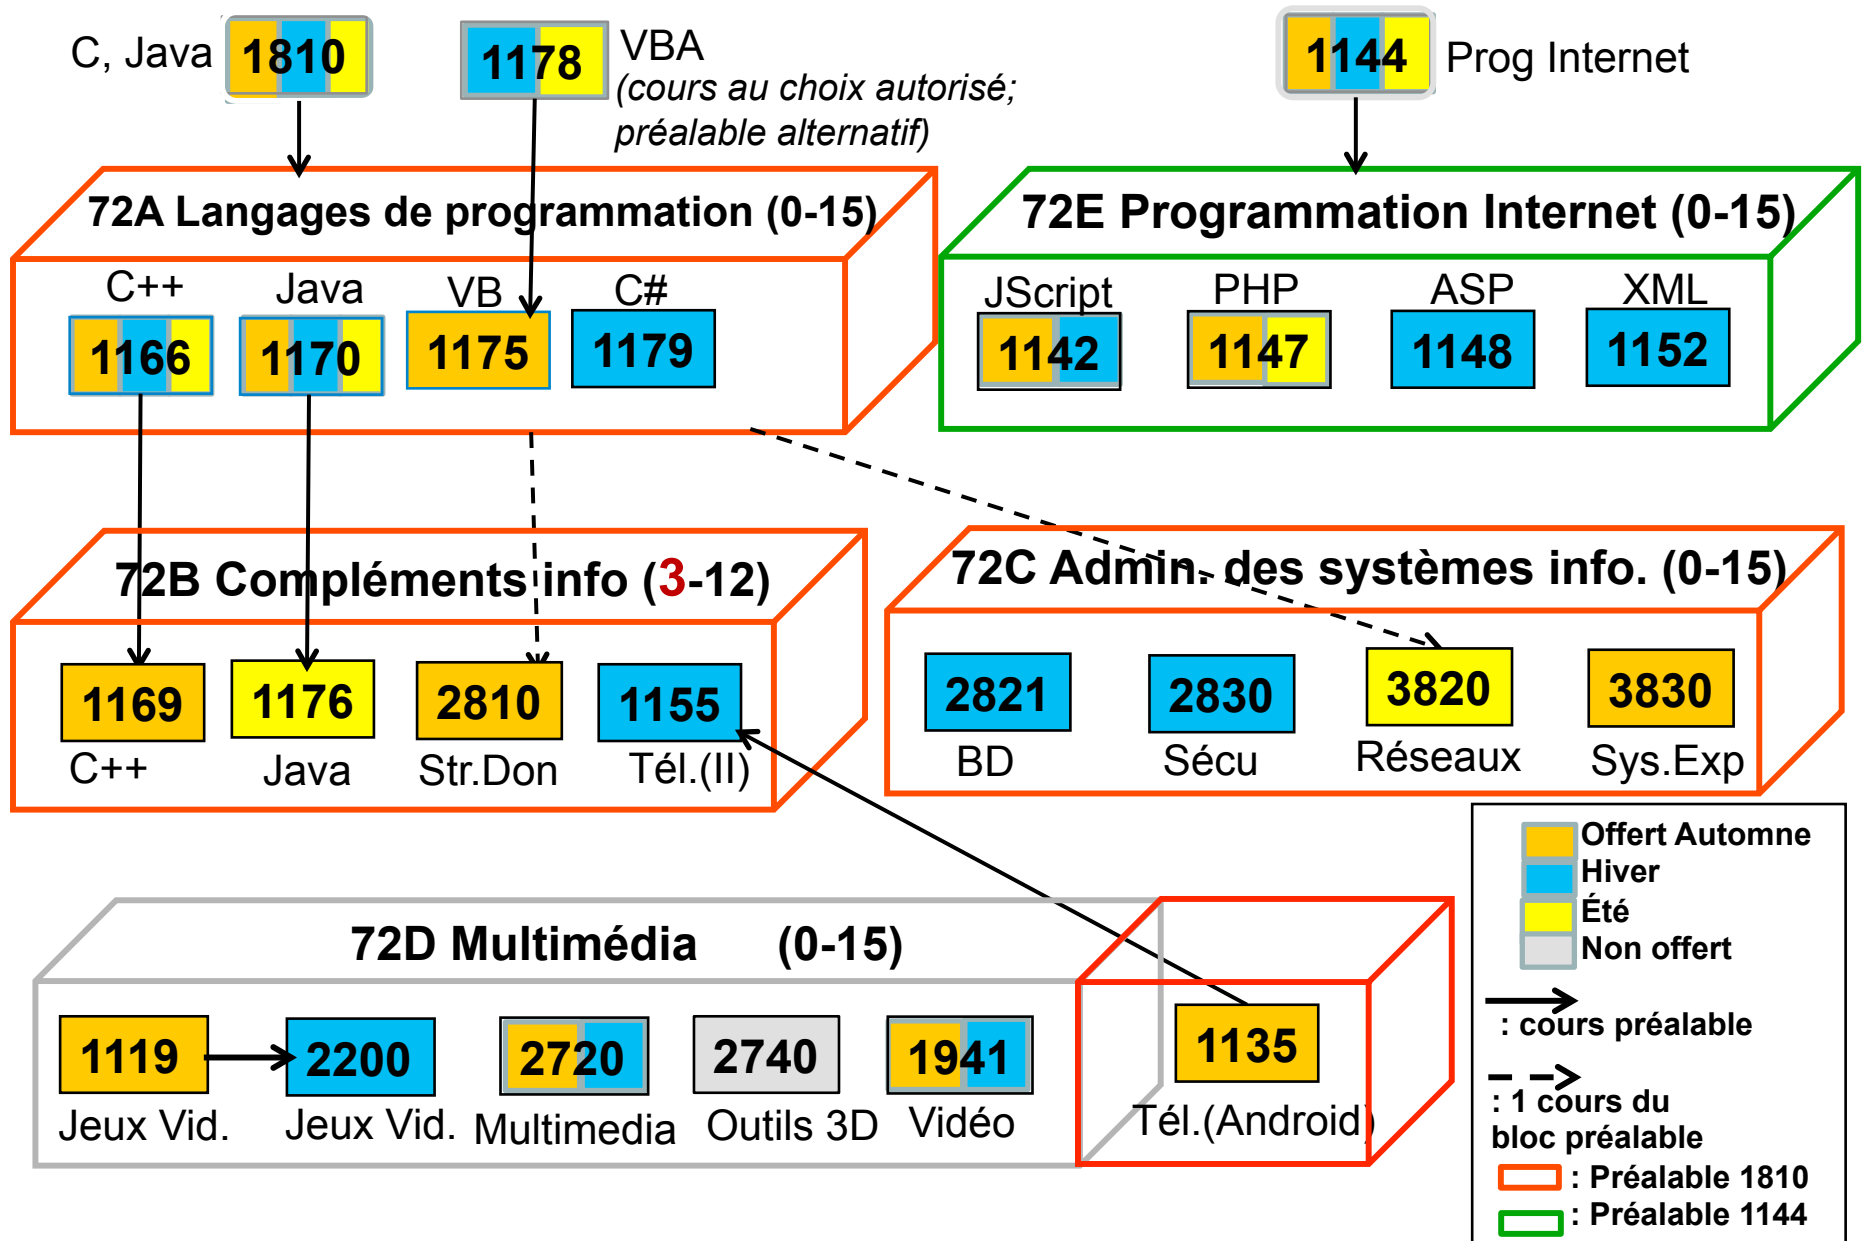 C, Java
1810
1178
VBA
(cours au choix autorisé;
préalable alternatif)
1144
Prog Internet
72A Langages de programmation (0-15)
C++
Java
VB
C#
1166
1170
1175
1179
72E Programmation Internet (0-15)
JScript
PHP
ASP
XML
1142
1147
1148
1152
72B Compléments info (3-12)
1169
1176
2810
1155
C++
Java
Str.Don
Tél.(II)
72C Admin. des systèmes info. (0-15)
2821
2830
3820
3830
BD
Sécu
Réseaux
Sys.Exp
72D Multimédia (0-15)
1119
2200
2720
2740
1941
1135
Jeux Vid.
Jeux Vid.
Multimedia
Outils 3D
Vidéo
Tél.(Android)
Offert Automne
Hiver
Été
Non offert
: cours préalable
: 1 cours du
bloc préalable
: Préalable 1810
: Préalable 1144